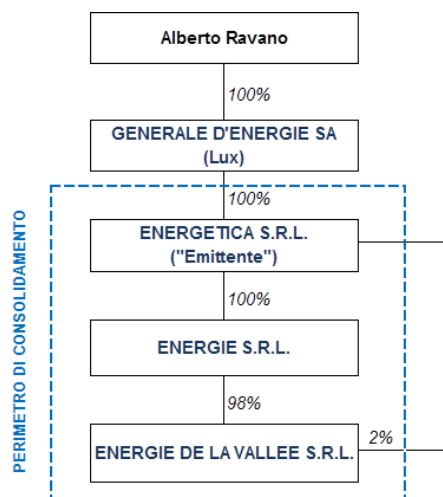 Alberto Ravano
100%
GENERALE D'ENERGIE SA
(Lux)
100%
ENERGETICA S.R.L.
("Emittente")
100%
ENERGIE S.R.L.
98%
ENERGIE DE LA VALLEE S.R.L.
2%
PERIMETRO DI CONSOLIDAMENTO